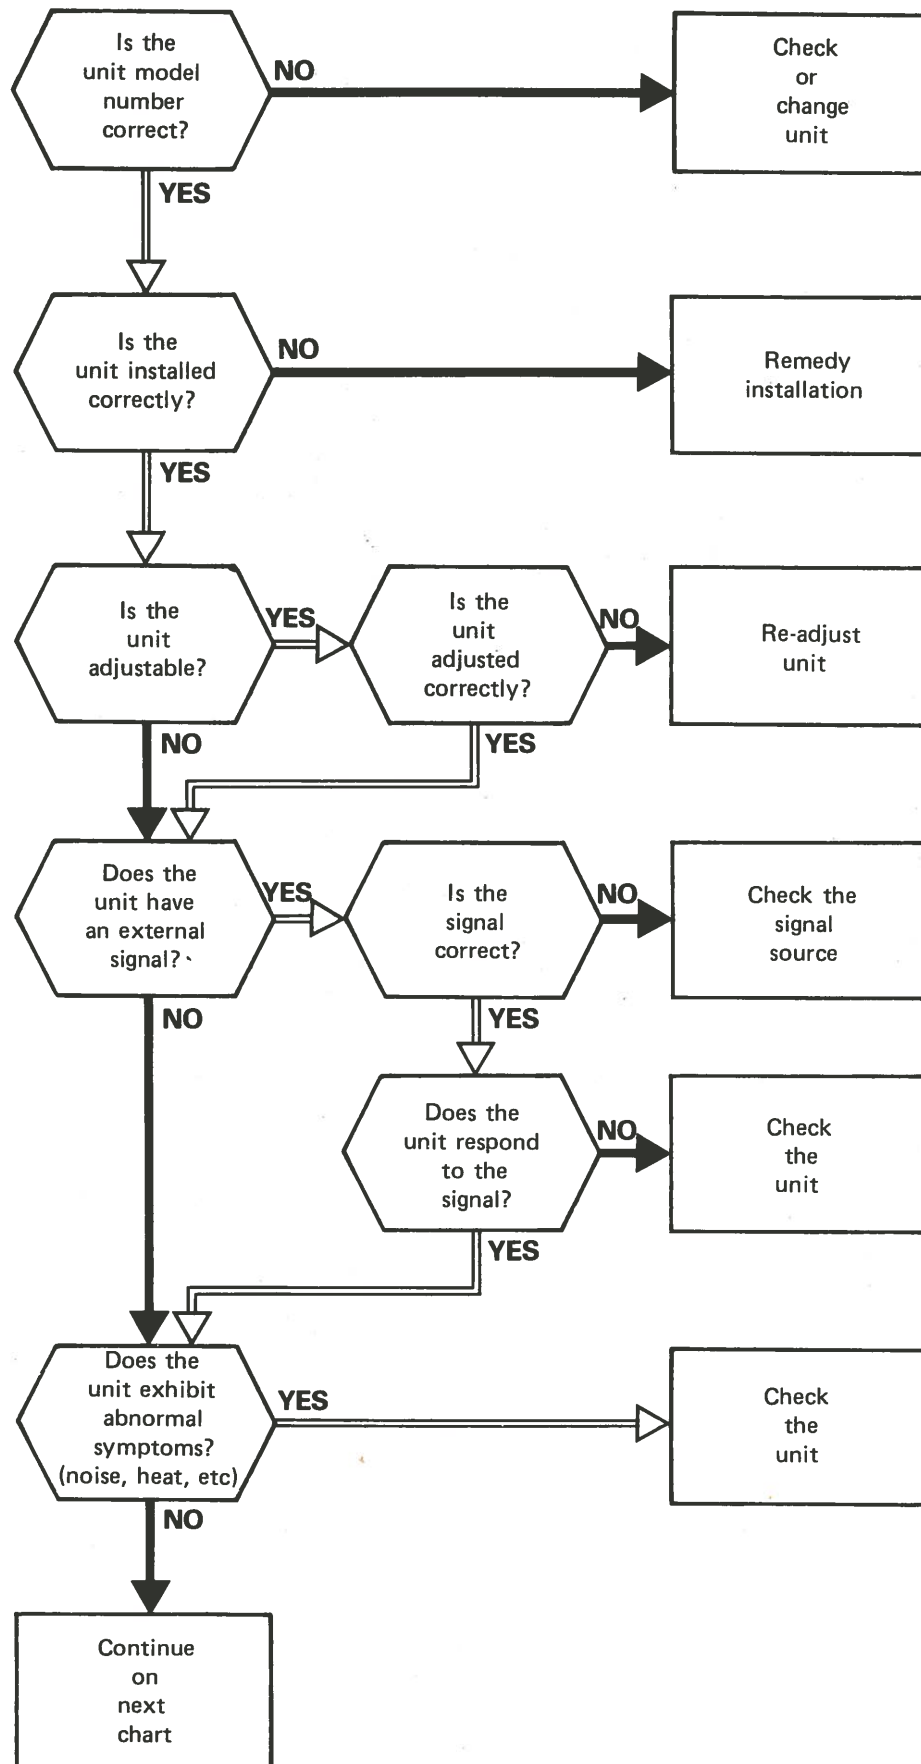 Is the
unit model
number
correct?
NO
Check
or
change
unit
YES
Is the
unit installed
correctly?
NO
Remedy
installation
YES
Is the
unit
adjustable?
YES
Is the
unit
adjusted
correctly?
NO
Re-adjust
unit
NO
YES
Does the
unit have
an external
signal?
YES
Is the
signal
correct?
NO
Check the
signal
source
NO
YES
Does the
unit respond
to the
signal?
NO
Check
the
unit
YES
Does the
unit exhibit
abnormal
symptoms?
(noise, heat, etc)
YES
Check
the
unit
NO
Continue
on
next
chart